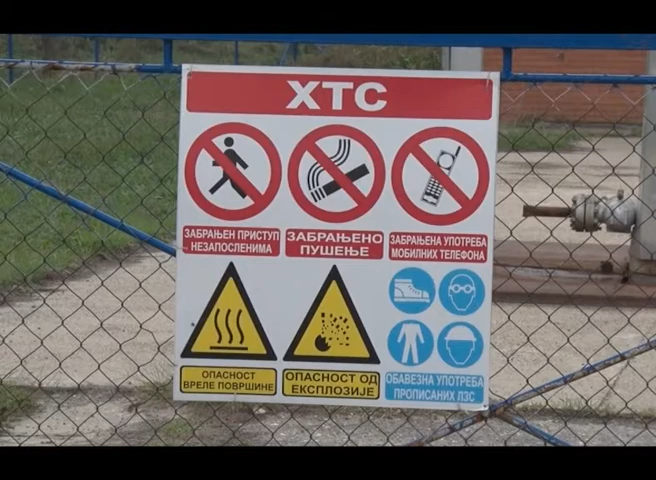 ХТС
ЗАБРАЊЕН ПРИСТУП
НЕЗАПОСЛЕНИМА
ЗАБРАЊЕНО
ПУШЕЊЕ
ЗАБРАЊЕНА УПОТРЕБА
МОБИЛНИХ ТЕЛЕФОНА
ОПАСНОСТ
ВРЕЛЕ ПОВРШИНЕ
ОПАСНОСТ ОД
ЕКСПЛОЗИЈЕ
ОБАВЕЗНА УПОТРЕБА
ПРОПИСАНИХ ЛЗС